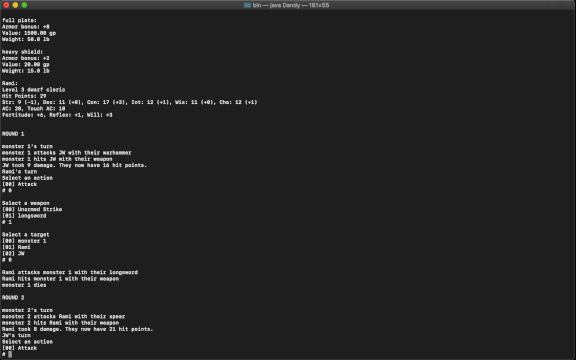 bin — java Dandy — 181×55
full plate:
Armor bonus: +8
Value: 1500.00 gp
Weight: 50.0 lb
heavy shield:
Armor bonus: +2
Value: 20.00 gp
Weight: 15.0 lb
Rami:
Level 3 dwarf cleric
Hit Points: 29
Str: 9 (-1), Dex: 11 (+0), Con: 17 (+3), Int: 12 (+1), Wis: 11 (+0), Cha: 12 (+1)
AC: 20, Touch AC: 10
Fortitude: +6, Reflex: +1, Will: +3
ROUND 1
monster 1's turn
monster 1 attacks JW with their warhammer
monster 1 hits JW with their weapon
JW took 9 damage. They now have 16 hit points.
Rami's turn
Select an action
[00] Attack
# 0
Select a weapon
[00] Unarmed Strike
[01] longsword
# 1
Select a target
[00] monster 1
[01] Rami
[02] JW
# 0
Rami attacks monster 1 with their longsword
Rami hits monster 1 with their weapon
monster 1 dies
ROUND 2
monster 2's turn
monster 2 attacks Rami with their spear
monster 2 hits Rami with their weapon
Rami took 8 damage. They now have 21 hit points.
JW's turn
Select an action
[00] Attack
#